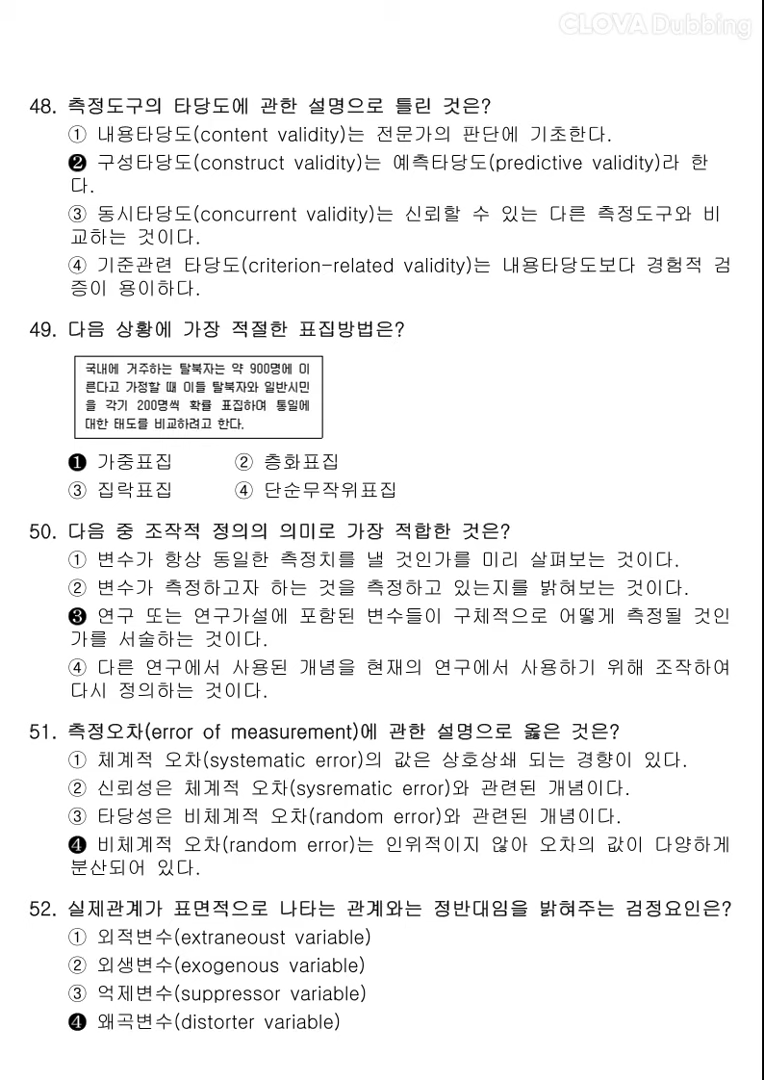 CLOVA Dubbing
48. 측정도구의 타당도에 관한 설명으로 틀린 것은?
① 내용타당도(content validity)는 전문가의 판단에 기초한다.
❷ 구성타당도(construct validity)는 예측타당도(predictive validity)라 한
다.
③ 동시타당도(concurrent validity)는 신뢰할 수 있는 다른 측정도구와 비
교하는 것이다.
④ 기준관련 타당도(criterion-related validity)는 내용타당도보다 경험적 검
증이 용이하다.
49. 다음 상황에 가장 적절한 표집방법은?
국내에 거주하는 탈북자는 약 900명에 이
른다고 가정할 때 이들 탈북자와 일반시민
을 각기 200명씩 확률 표집하여 통일에
대한 태도를 비교하려고 한다.
❶ 가중표집 ② 층화표집
③ 집락표집 ④ 단순무작위표집
50. 다음 중 조작적 정의의 의미로 가장 적합한 것은?
① 변수가 항상 동일한 측정치를 낼 것인가를 미리 살펴보는 것이다.
② 변수가 측정하고자 하는 것을 측정하고 있는지를 밝혀보는 것이다.
❸ 연구 또는 연구가설에 포함된 변수들이 구체적으로 어떻게 측정될 것인
가를 서술하는 것이다.
④ 다른 연구에서 사용된 개념을 현재의 연구에서 사용하기 위해 조작하여
다시 정의하는 것이다.
51. 측정오차(error of measurement)에 관한 설명으로 옳은 것은?
① 체계적 오차(systematic error)의 값은 상호상쇄 되는 경향이 있다.
② 신뢰성은 체계적 오차(sysrematic error)와 관련된 개념이다.
③ 타당성은 비체계적 오차(random error)와 관련된 개념이다.
❹ 비체계적 오차(random error)는 인위적이지 않아 오차의 값이 다양하게
분산되어 있다.
52. 실제관계가 표면적으로 나타는 관계와는 정반대임을 밝혀주는 검정요인은?
① 외적변수(extraneoust variable)
② 외생변수(exogenous variable)
③ 억제변수(suppressor variable)
❹ 왜곡변수(distorter variable)